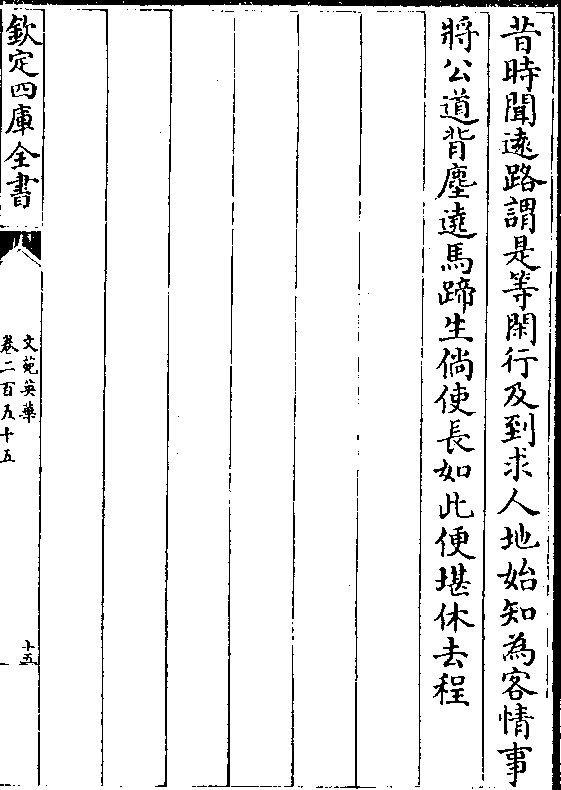 昔時聞遠路謂是等閑行及到求人地始知為客情事
將公道背塵遶馬蹄生倘使長如此便堪休去程
欽定四庫全書
文苑英華
卷二百五十五
十五